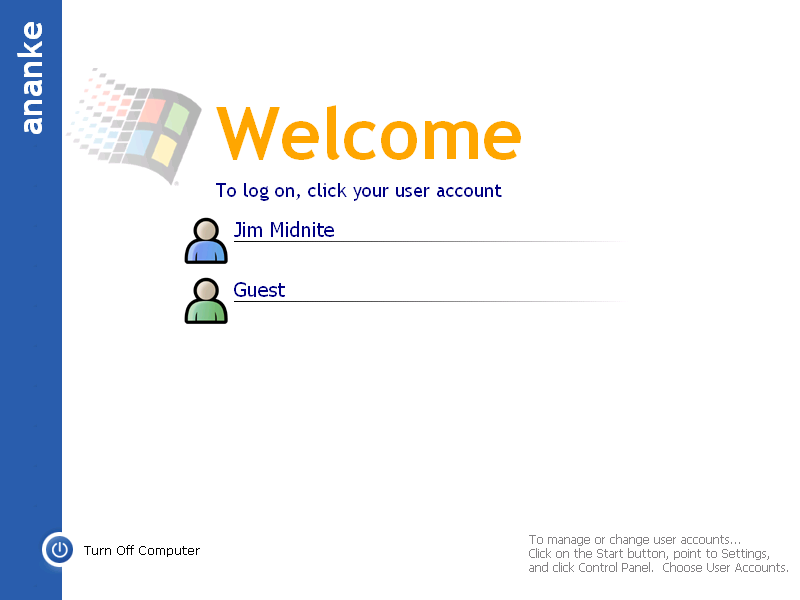 ananke
Welcome
To log on, click your user account
Jim Midnite
Guest
Turn Off Computer
To manage or change user accounts...
Click on the Start button, point to Settings,
and click Control Panel.  Choose User Accounts.